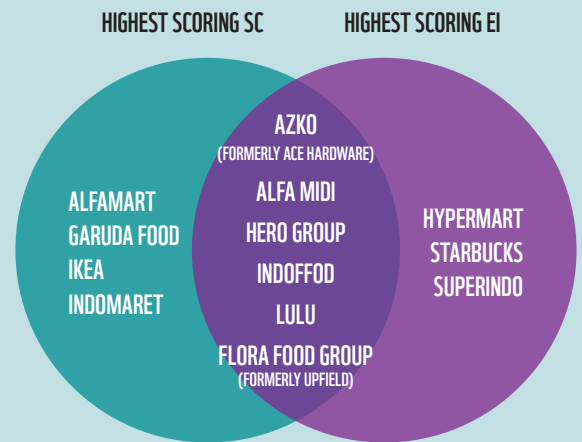 HIGHEST SCORING SC
HIGHEST SCORING EI
ALFAMART
GARUDA FOOD
IKEA
INDOMARET
AZKO
(FORMERLY ACE HARDWARE)
ALFA MIDI
HERO GROUP
INDOFFOD
LULU
FLORA FOOD GROUP
(FORMERLY UPFIELD)
HYPERMART
STARBUCKS
SUPERINDO